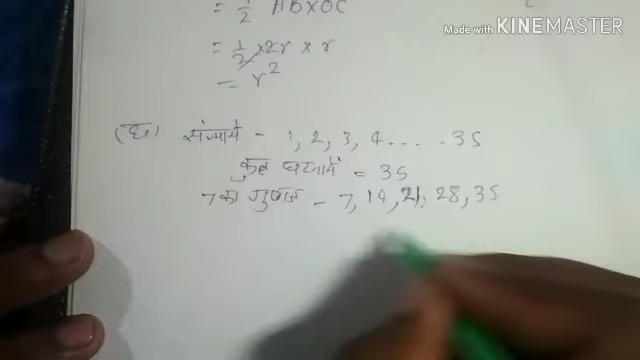 = 1/2 AB×OC
Made with KINEMASTER
= 1/2 × 2r × r
= r²
(घ) संख्याये - 1, 2, 3, 4 . . . . . 35
कुल घटनायें = 35
7 का गुणज - 7, 14, 21, 28, 35